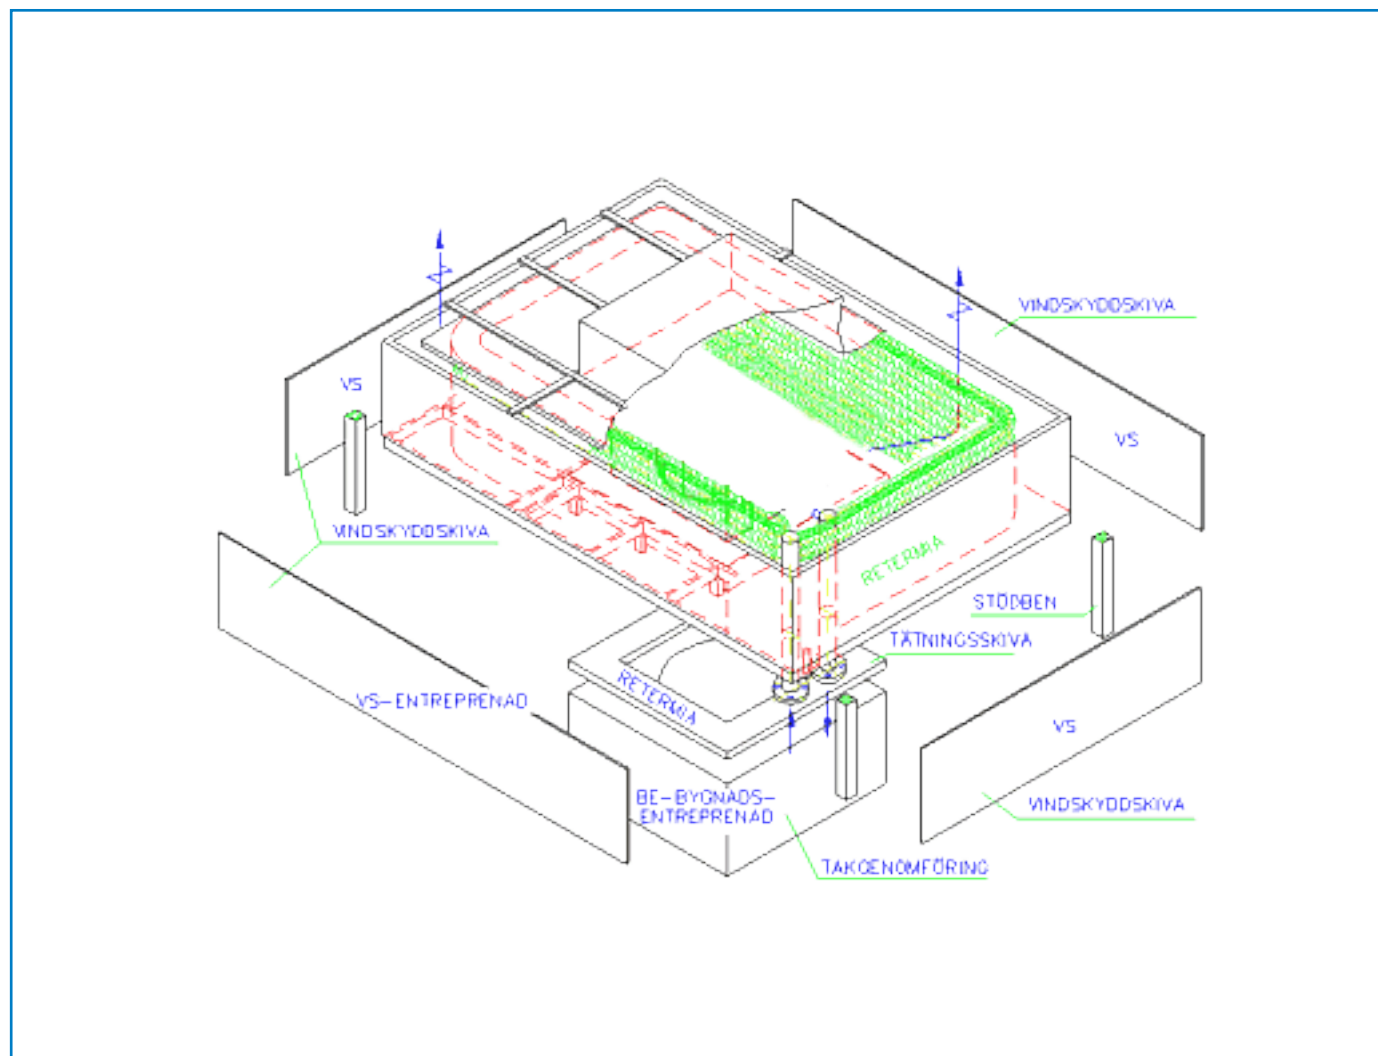 VINDSKYDDSKIVA
VS
VS
VINDSKYDDSKIVA
RETERMIA
STÖDBEN
TÄTNINGSSKIVA
RETERMIA
VS-ENTREPRENAD
VS
BE-BYGNADS-
ENTREPRENAD
VINDSKYDDSKIVA
TAKGENOMFÖRING